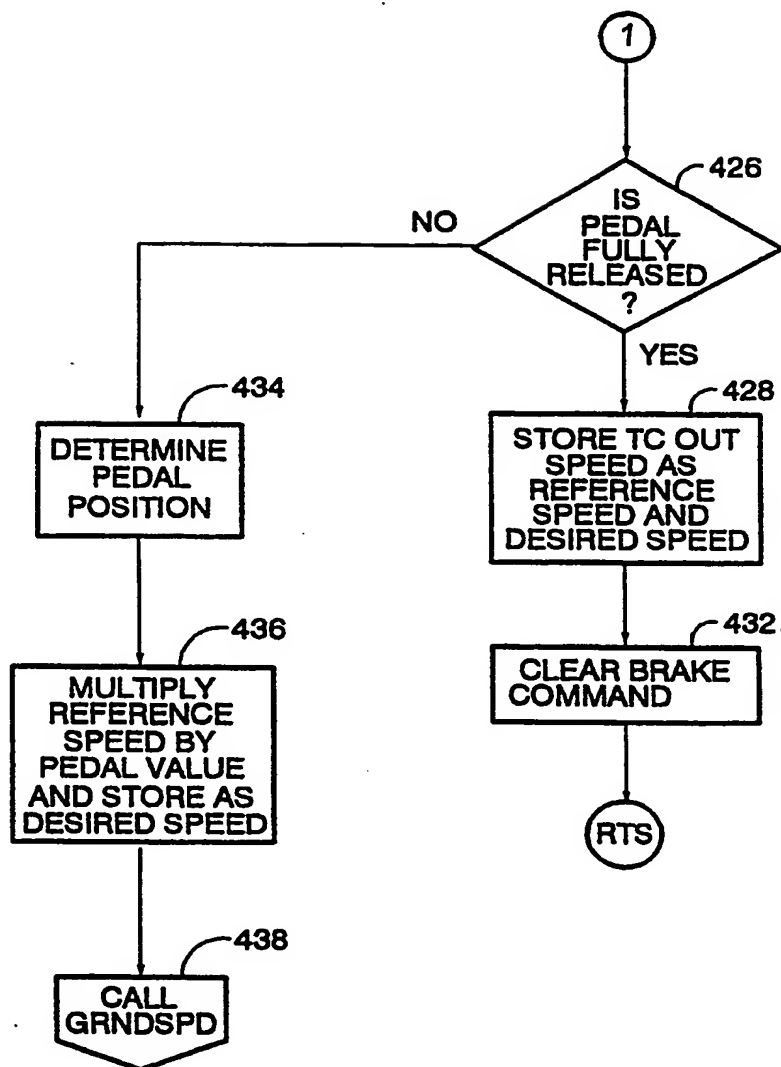 1
426
IS
PEDAL
FULLY
RELEASED
?
NO
YES
434
DETERMINE
PEDAL
POSITION
428
STORE TC OUT
SPEED AS
REFERENCE
SPEED AND
DESIRED SPEED
436
MULTIPLY
REFERENCE
SPEED BY
PEDAL VALUE
AND STORE AS
DESIRED SPEED
432
CLEAR BRAKE
COMMAND
RTS
438
CALL
GRNDSPD